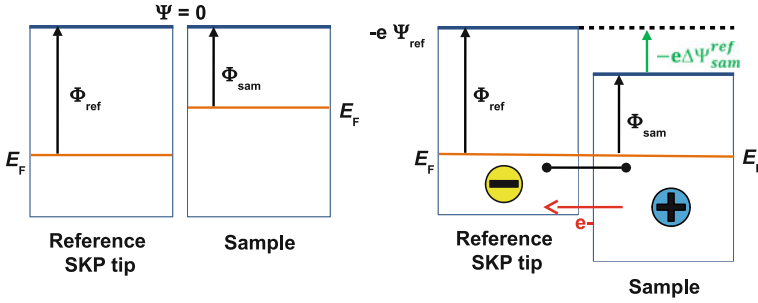 Ψ = 0
Φref
Φsam
EF
EF
Reference
SKP tip
Sample
-e Ψref
−eΔΨ^ref_sam
Φref
Φsam
EF
EF
e-
Reference
SKP tip
Sample